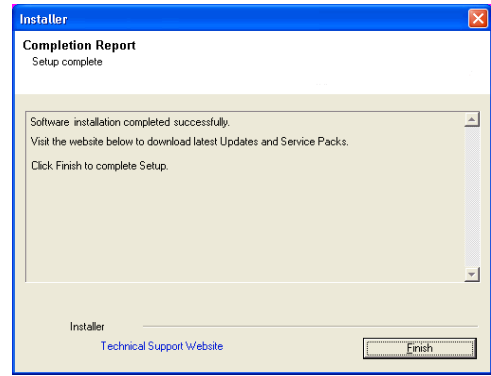 Installer
Completion Report
Setup complete
Software installation completed successfully.
Visit the website below to download latest Updates and Service Packs.
Click Finish to complete Setup.
Installer
Technical Support Website
Finish